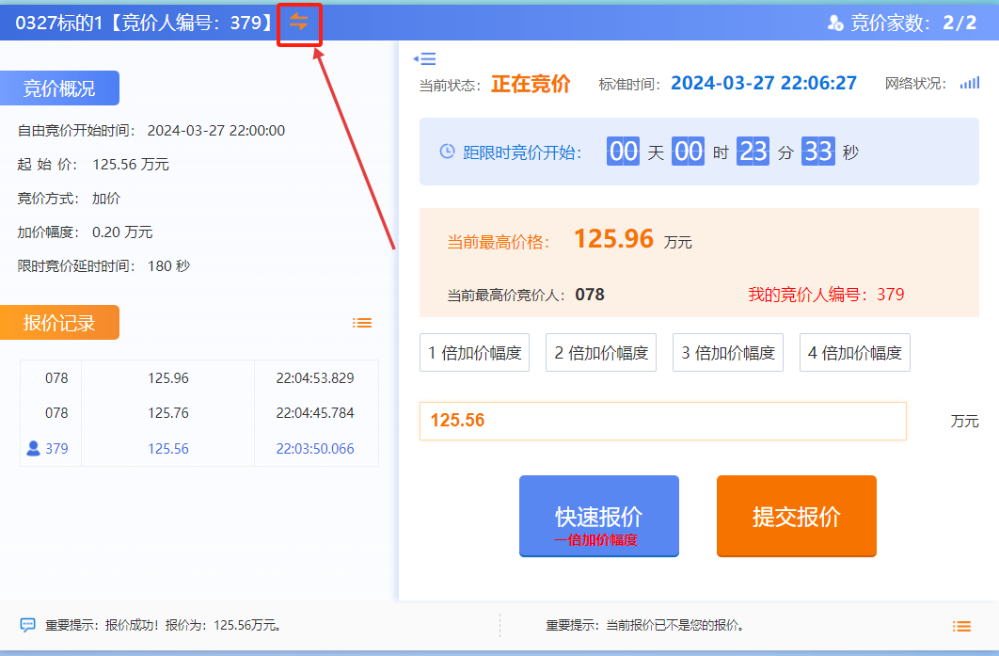 0327标的1【竞价人编号：379】
竞价家数：2/2
竞价概况
自由竞价开始时间： 2024-03-27 22:00:00
起 始 价： 125.56 万元
竞价方式： 加价
加价幅度： 0.20 万元
限时竞价延时时间： 180 秒
报价记录
078 125.96 22:04:53.829
078 125.76 22:04:45.784
379 125.56 22:03:50.066
当前状态： 正在竞价 标准时间： 2024-03-27 22:06:27 网络状况：
距限时竞价开始： 00 天 00 时 23 分 33 秒
当前最高价格： 125.96 万元
当前最高价竞价人： 078 我的竞价人编号：379
1 倍加价幅度 2 倍加价幅度 3 倍加价幅度 4 倍加价幅度
125.56 万元
快速报价
一倍加价幅度
提交报价
重要提示：报价成功！报价为：125.56万元。
重要提示：当前报价已不是您的报价。